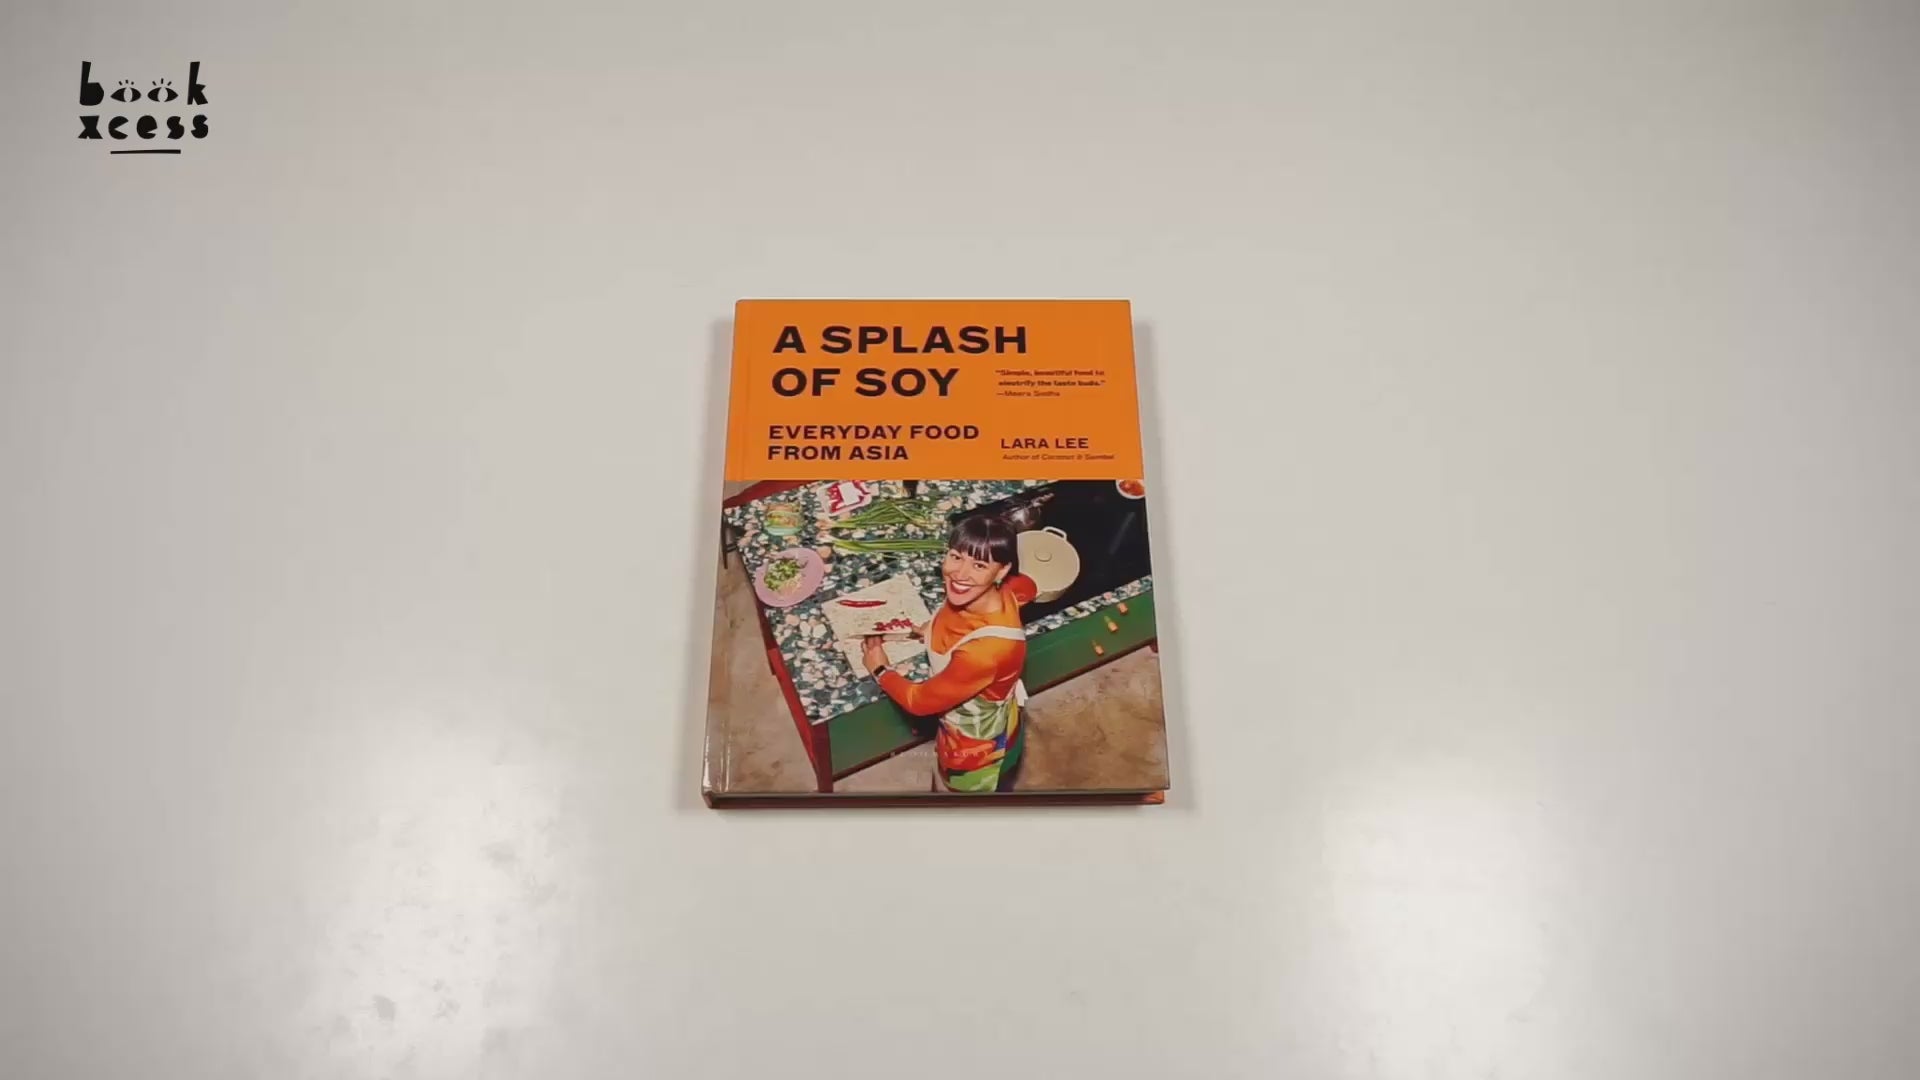 book
xcess
A SPLASH
OF SOY
"Simple, beautiful food to
electrify the taste buds."
—Meera Sodha
EVERYDAY FOOD
FROM ASIA
LARA LEE
Author of Coconut & Sambal
BLOOMSBURY